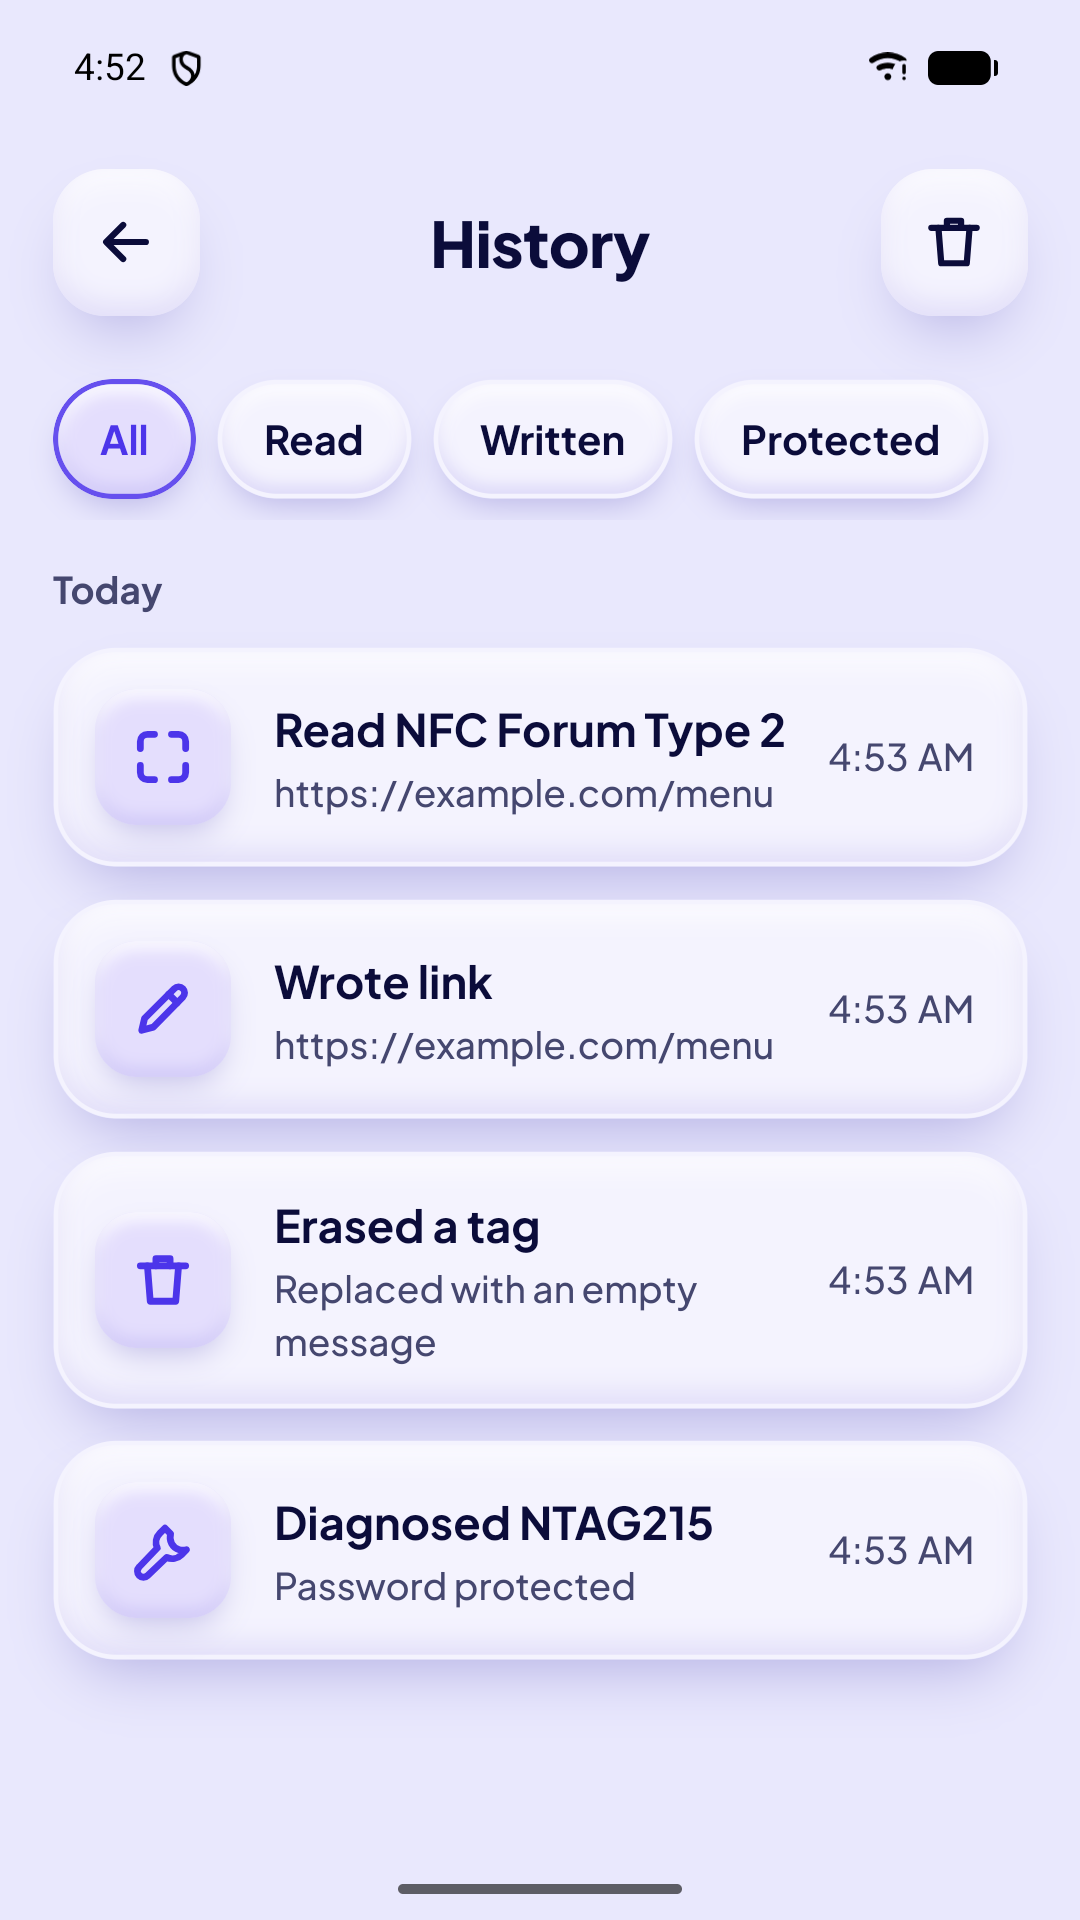 4:52
History
All
Read
Written
Protected
Today
Read NFC Forum Type 2
https://example.com/menu
4:53 AM
Wrote link
https://example.com/menu
4:53 AM
Erased a tag
Replaced with an empty
message
4:53 AM
Diagnosed NTAG215
Password protected
4:53 AM